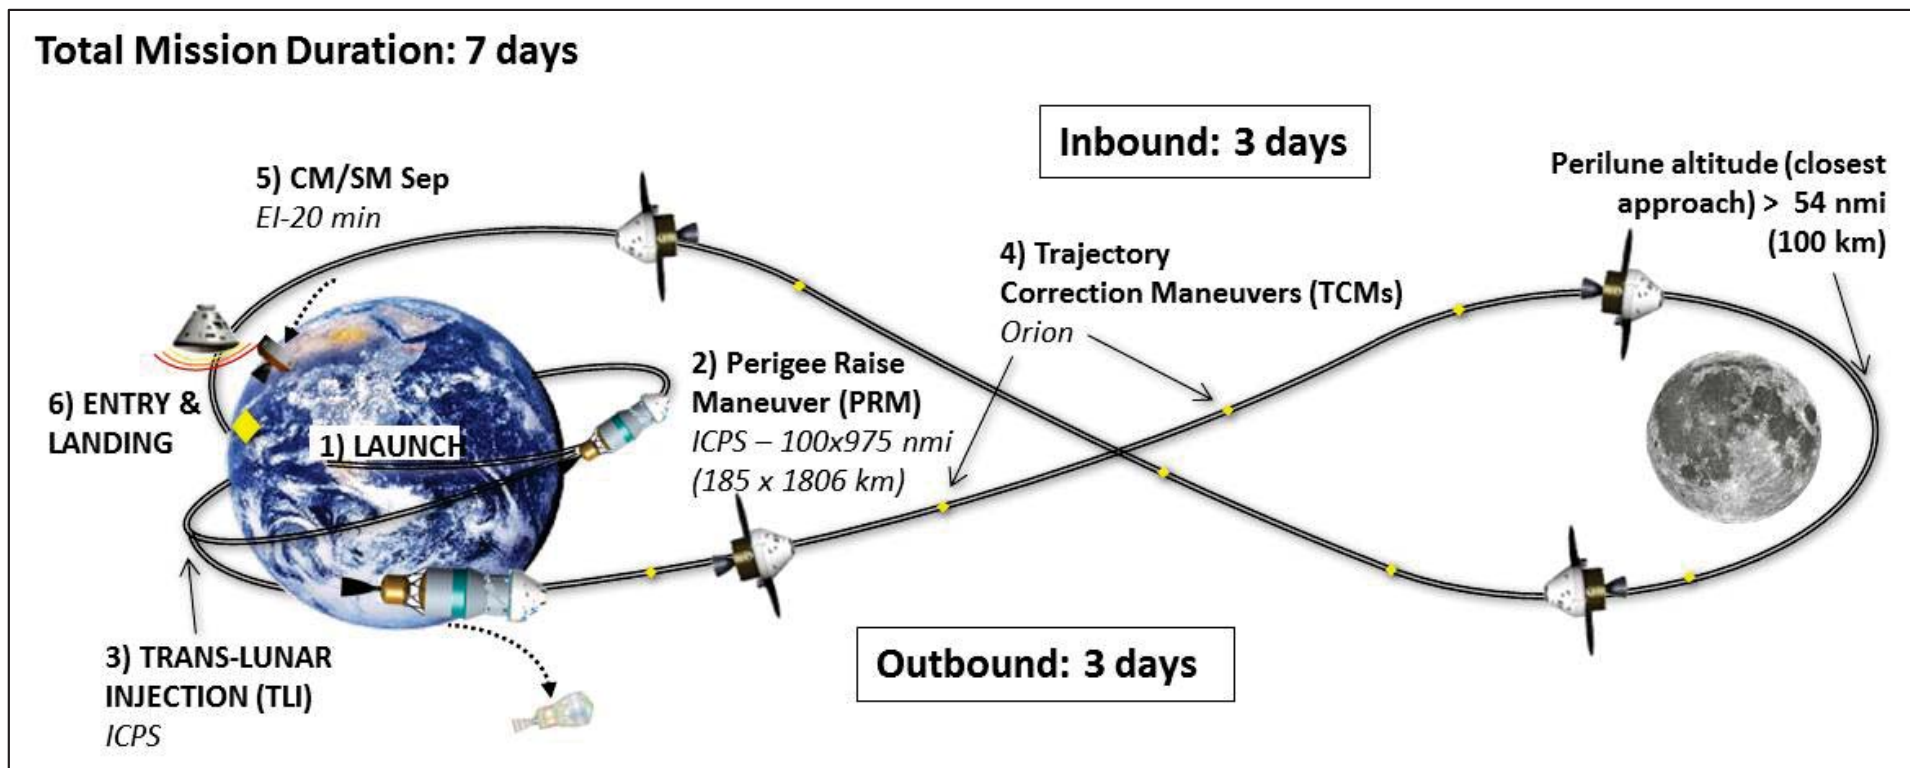 Total Mission Duration: 7 days
Inbound: 3 days
5) CM/SM Sep
EI-20 min
Perilune altitude (closest
approach) > 54 nmi
(100 km)
4) Trajectory
Correction Maneuvers (TCMs)
Orion
2) Perigee Raise
Maneuver (PRM)
ICPS – 100x975 nmi
(185 x 1806 km)
6) ENTRY &
LANDING
1) LAUNCH
3) TRANS-LUNAR
INJECTION (TLI)
ICPS
Outbound: 3 days